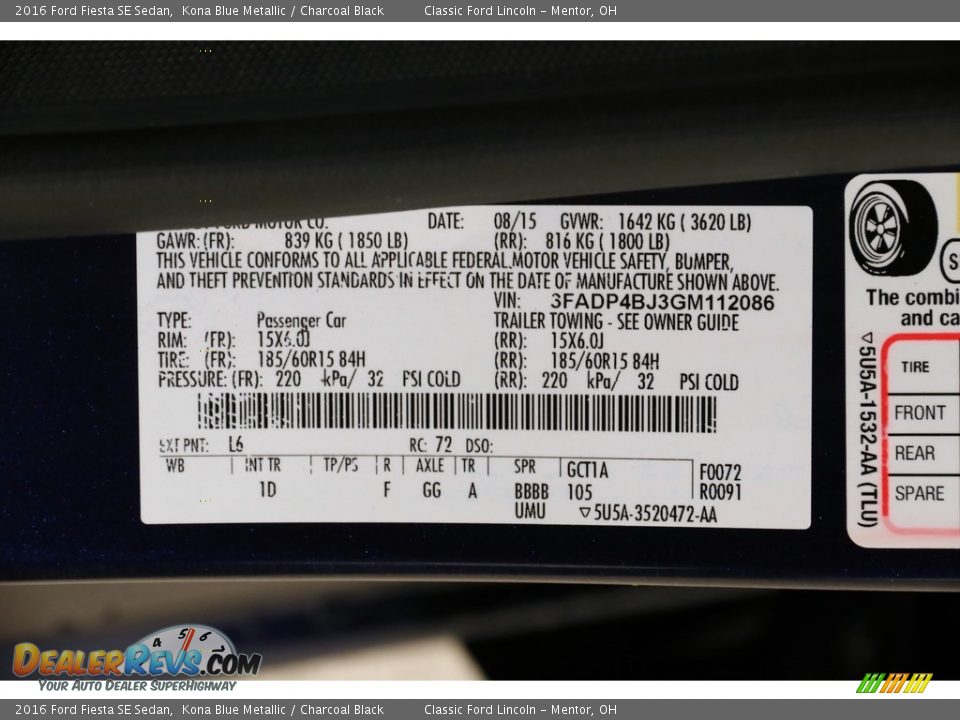 2016 Ford Fiesta SE Sedan, Kona Blue Metallic / Charcoal Black Classic Ford Lincoln - Mentor, OH
FORD MOTOR CO. DATE: 08/15 GVWR: 1642 KG ( 3620 LB)
GAWR: (FR): 839 KG ( 1850 LB) (RR): 816 KG ( 1800 LB)
THIS VEHICLE CONFORMS TO ALL APPLICABLE FEDERAL MOTOR VEHICLE SAFETY, BUMPER,
AND THEFT PREVENTION STANDARDS IN EFFECT ON THE DATE OF MANUFACTURE SHOWN ABOVE.
VIN: 3FADP4BJ3GM112086
TYPE: Passenger Car TRAILER TOWING - SEE OWNER GUIDE
RIM: (FR): 15X6.0J (RR): 15X6.0J
TIRE: (FR): 185/60R15 84H (RR): 185/60R15 84H
PRESSURE: (FR): 220 kPa/ 32 PSI COLD (RR): 220 kPa/ 32 PSI COLD
EXT PNT: L6 RC: 72 DSO:
WB INT TR TP/PS R AXLE TR SPR GCT1A F0072
1D F GG A BBBB 105 R0091
UMU ▽5U5A-3520472-AA
The combi
and ca
▽5U5A-1532-AA (TLU)
TIRE
FRONT
REAR
SPARE
4 5 6
DEALERREVS.COM
YOUR AUTO DEALER SUPERHIGHWAY
2016 Ford Fiesta SE Sedan, Kona Blue Metallic / Charcoal Black Classic Ford Lincoln - Mentor, OH